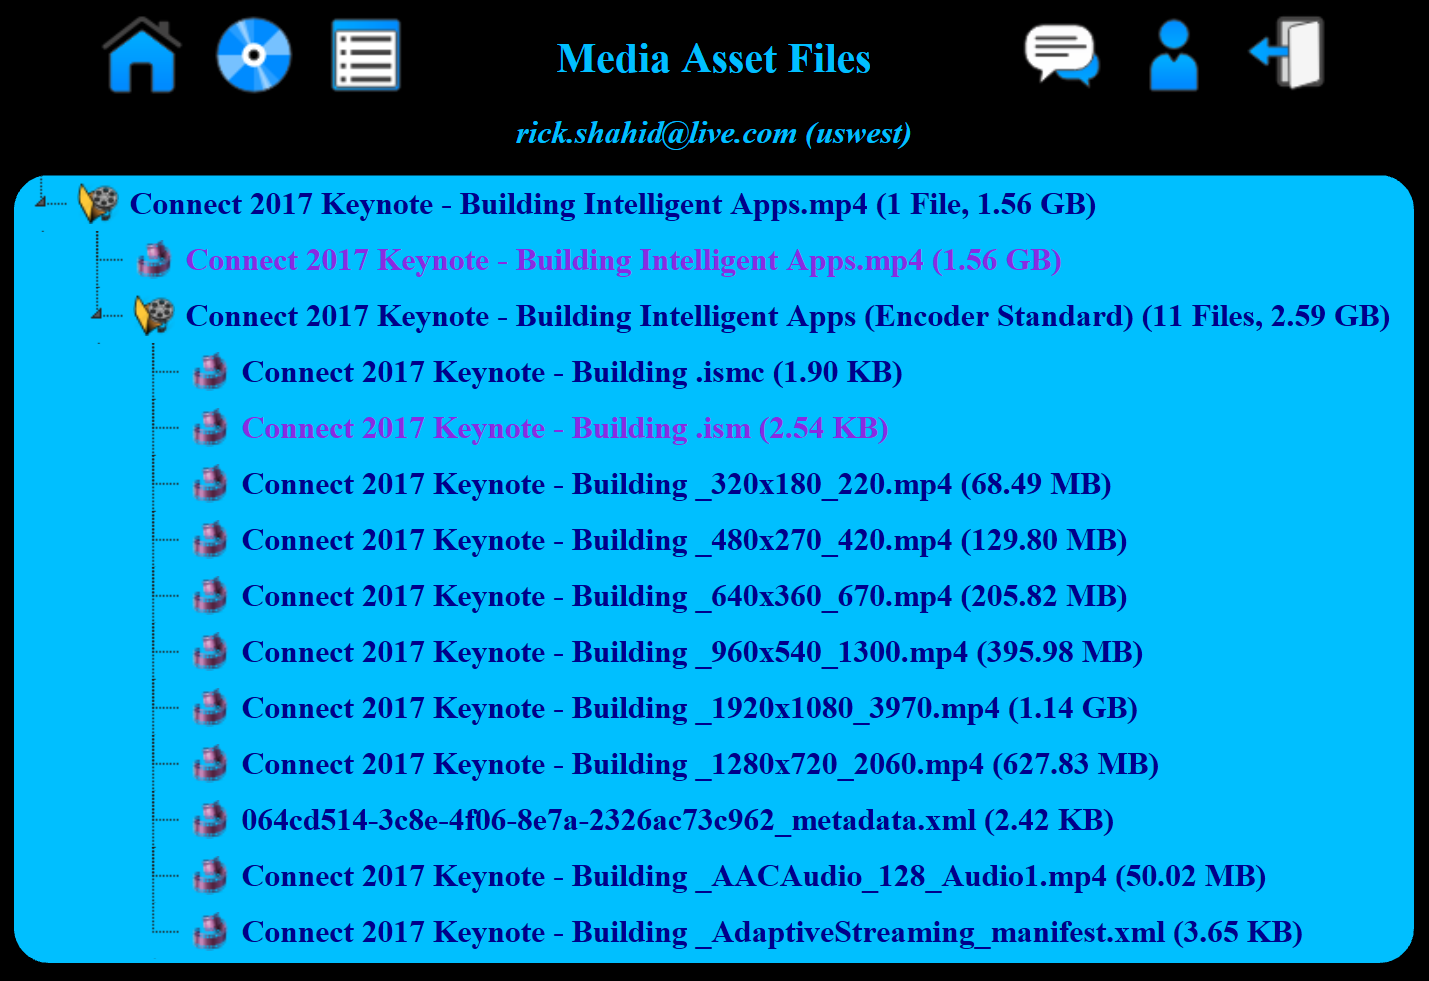 Media Asset Files
rick.shahid@live.com (uswest)
Connect 2017 Keynote - Building Intelligent Apps.mp4 (1 File, 1.56 GB)
Connect 2017 Keynote - Building Intelligent Apps.mp4 (1.56 GB)
Connect 2017 Keynote - Building Intelligent Apps (Encoder Standard) (11 Files, 2.59 GB)
Connect 2017 Keynote - Building .ismc (1.90 KB)
Connect 2017 Keynote - Building .ism (2.54 KB)
Connect 2017 Keynote - Building _320x180_220.mp4 (68.49 MB)
Connect 2017 Keynote - Building _480x270_420.mp4 (129.80 MB)
Connect 2017 Keynote - Building _640x360_670.mp4 (205.82 MB)
Connect 2017 Keynote - Building _960x540_1300.mp4 (395.98 MB)
Connect 2017 Keynote - Building _1920x1080_3970.mp4 (1.14 GB)
Connect 2017 Keynote - Building _1280x720_2060.mp4 (627.83 MB)
064cd514-3c8e-4f06-8e7a-2326ac73c962_metadata.xml (2.42 KB)
Connect 2017 Keynote - Building _AACAudio_128_Audio1.mp4 (50.02 MB)
Connect 2017 Keynote - Building _AdaptiveStreaming_manifest.xml (3.65 KB)